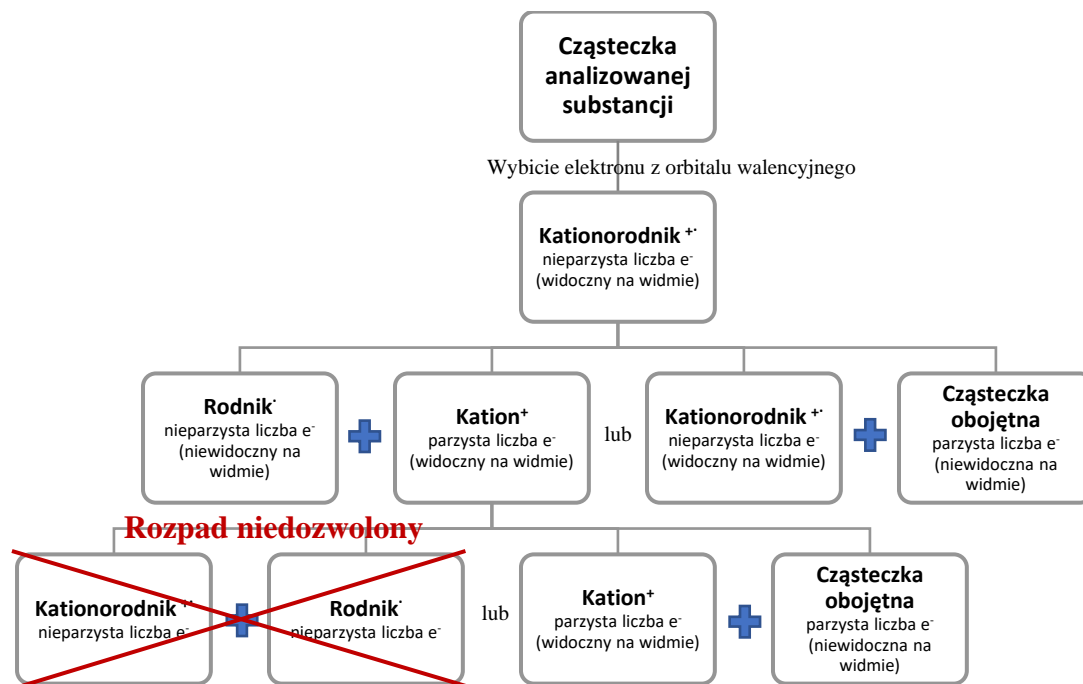 Cząsteczka
analizowanej
substancji
Wybicie elektronu z orbitalu walencyjnego
Kationorodnik ⁺˙
nieparzysta liczba e⁻
(widoczny na widmie)
Rodnik˙
nieparzysta liczba e⁻
(niewidoczny na
widmie)
Kation⁺
parzysta liczba e⁻
(widoczny na widmie)
lub
Kationorodnik ⁺˙
nieparzysta liczba e⁻
(widoczny na widmie)
Cząsteczka
obojętna
parzysta liczba e⁻
(niewidoczna na
widmie)
Rozpad niedozwolony
Kationorodnik ⁺˙
nieparzysta liczba e⁻
Rodnik˙
nieparzysta liczba e⁻
lub
Kation⁺
parzysta liczba e⁻
(widoczny na widmie)
Cząsteczka
obojętna
parzysta liczba e⁻
(niewidoczna na
widmie)